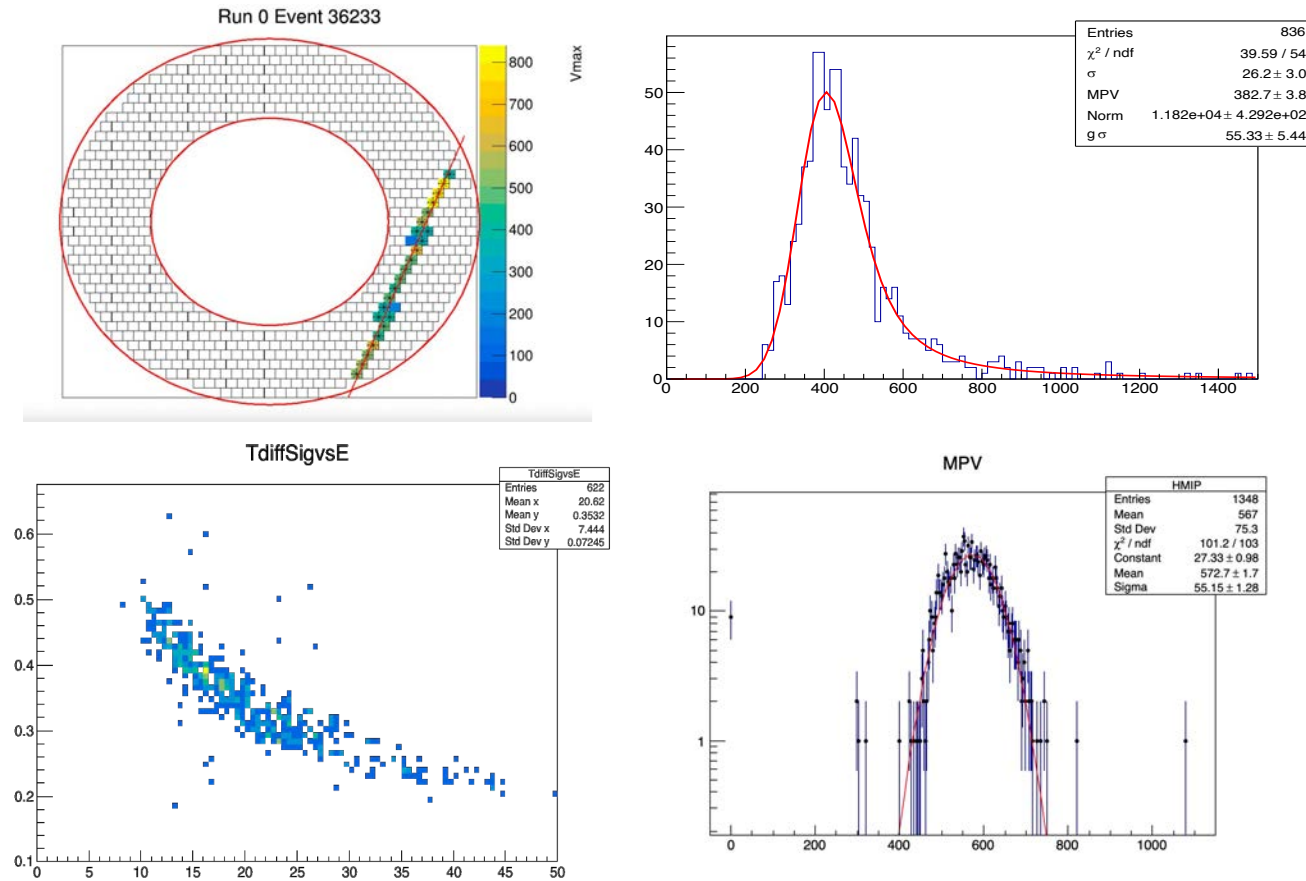 Run 0 Event 36233
Vmax
800
700
600
500
400
300
200
100
0
Entries 836
χ² / ndf 39.59 / 54
σ 26.2 ± 3.0
MPV 382.7 ± 3.8
Norm 1.182e+04 ± 4.292e+02
g σ 55.33 ± 5.44
50
40
30
20
10
0
0 200 400 600 800 1000 1200 1400
TdiffSigvsE
TdiffSigvsE
Entries 622
Mean x 20.62
Mean y 0.3532
Std Dev x 7.444
Std Dev y 0.07245
0.6
0.5
0.4
0.3
0.2
0.1
0 5 10 15 20 25 30 35 40 45 50
MPV
HMIP
Entries 1348
Mean 567
Std Dev 75.3
χ² / ndf 101.2 / 103
Constant 27.33 ± 0.98
Mean 572.7 ± 1.7
Sigma 55.15 ± 1.28
10
1
0 200 400 600 800 1000